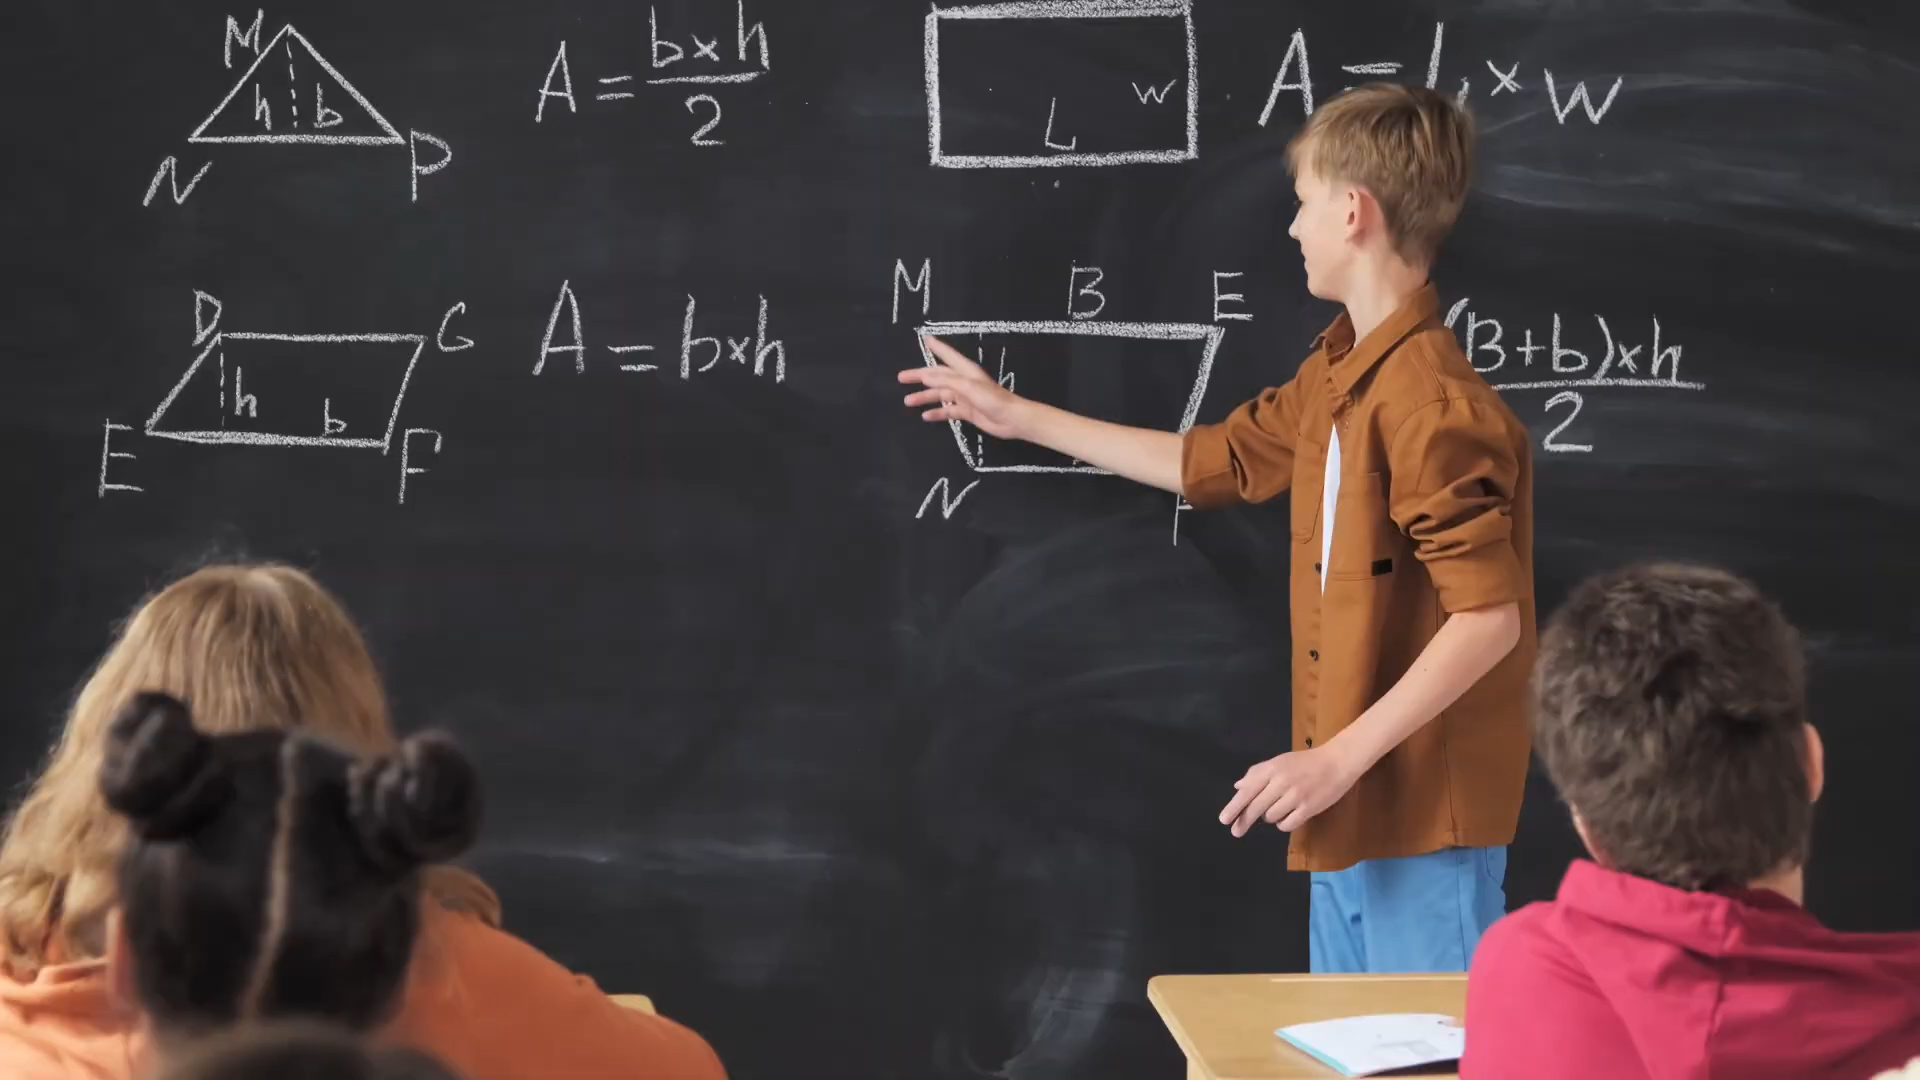 M
h b
N P
A = b×h
2
L w
A = L × w
D G
h b
E F
A = b×h
M B E
h
N
(B+b)×h
2